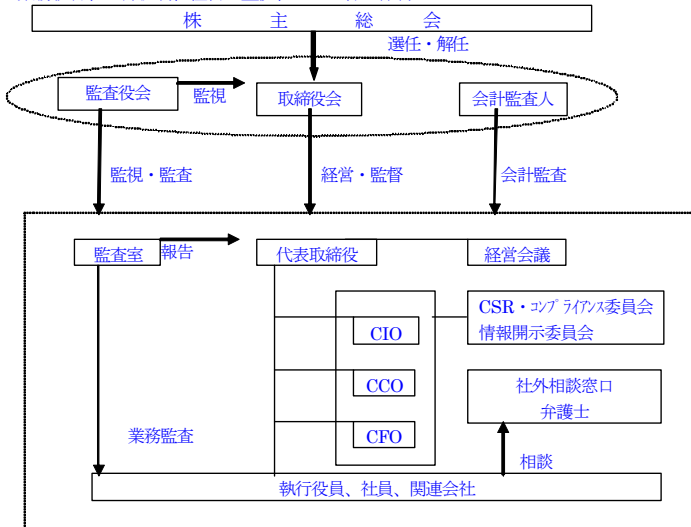 株主総会
選任・解任
監査役会
監視
取締役会
会計監査人
監視・監査
経営・監督
会計監査
監査室
報告
代表取締役
経営会議
CSR・コンプライアンス委員会
情報開示委員会
CIO
CCO
社外相談窓口
弁護士
CFO
業務監査
相談
執行役員、社員、関連会社